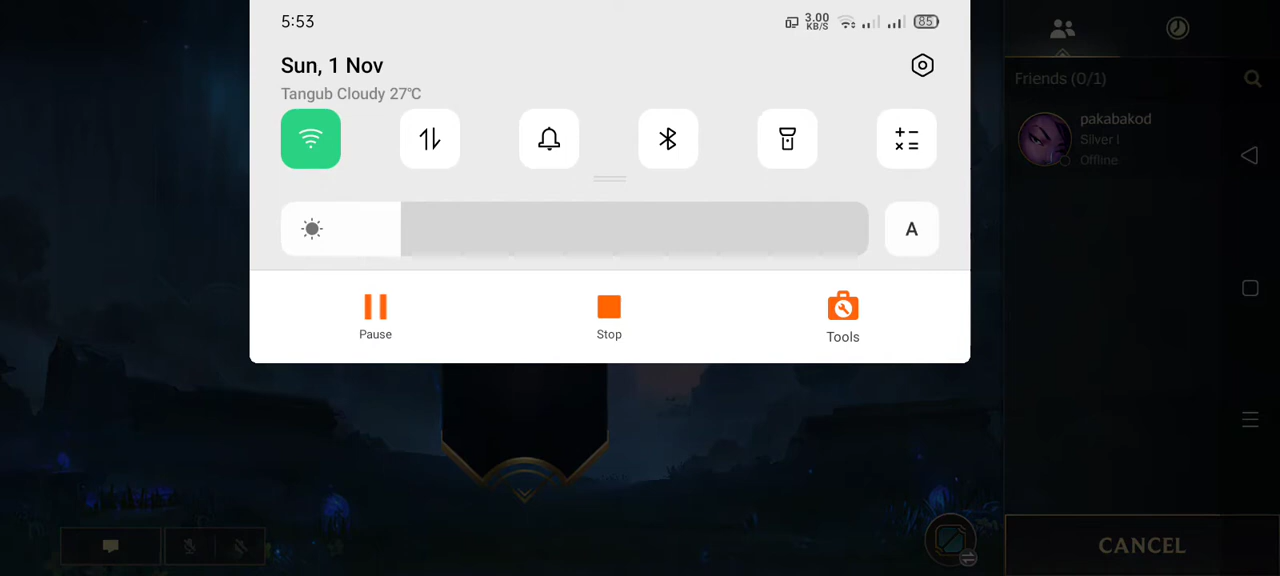 5:53
3.00
KB/S
85
Sun, 1 Nov
Tangub Cloudy 27°C
A
Pause
Stop
Tools
Friends (0/1)
pakabakod
Silver I
Offline
CANCEL